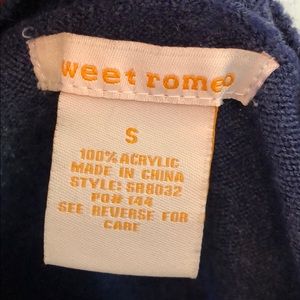 weet rome
S
100% ACRYLIC
MADE IN CHINA
STYLE: SR8032
PO# 144
SEE REVERSE FOR
CARE